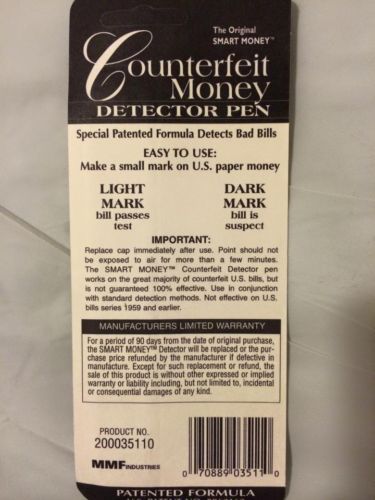 The Original
SMART MONEY™
Counterfeit
Money
DETECTOR PEN
Special Patented Formula Detects Bad Bills
EASY TO USE:
Make a small mark on U.S. paper money
LIGHT
MARK
bill passes
test
DARK
MARK
bill is
suspect
IMPORTANT:
Replace cap immediately after use. Point should not
be exposed to air for more than a few minutes.
The SMART MONEY™ Counterfeit Detector pen
works on the great majority of counterfeit U.S. bills, but
is not guaranteed 100% effective. Use in conjunction
with standard detection methods. Not effective on U.S.
bills series 1959 and earlier.
MANUFACTURERS LIMITED WARRANTY
For a period of 90 days from the date of original purchase,
the SMART MONEY™ Detector will be replaced or the pur-
chase price refunded by the manufacturer if defective in
manufacture. Except for such replacement or refund, the
sale of this product is without other expressed or implied
warranty or liability including, but not limited to, incidental
or consequential damages of any kind.
PRODUCT NO.
200035110
MMF INDUSTRIES
0 70889 03511 0
PATENTED FORMULA